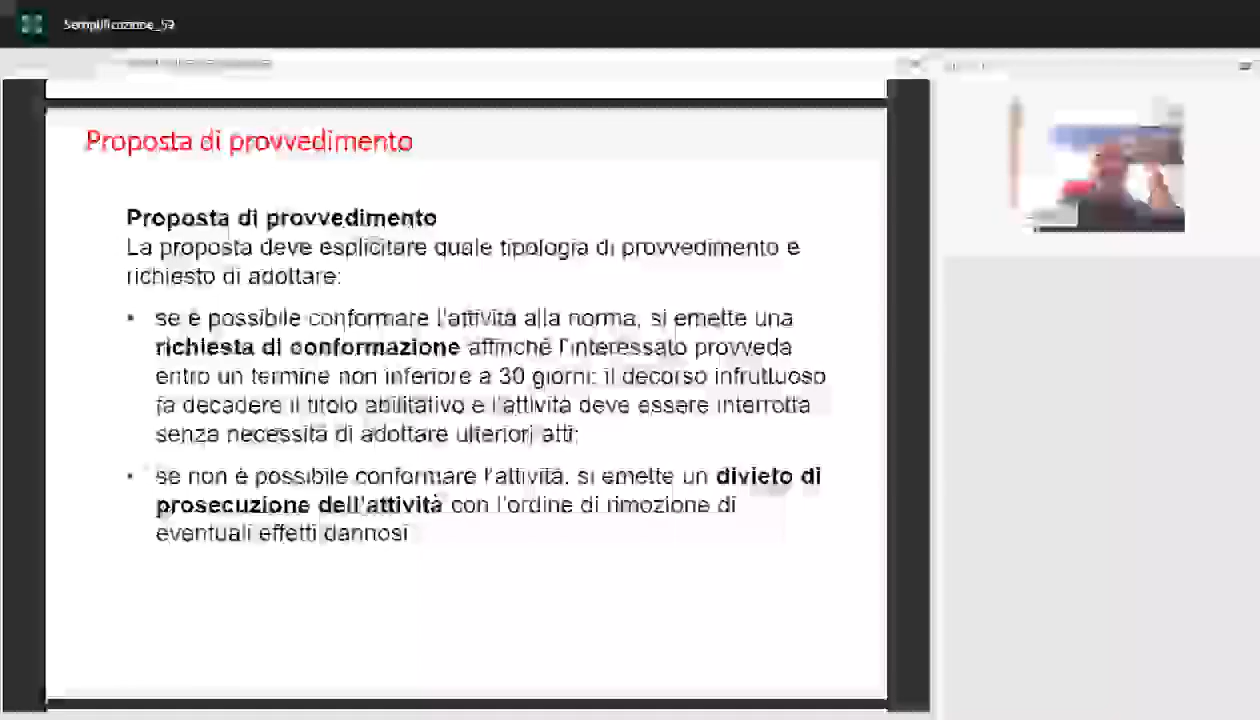 Semplificazione_59
Proposta di provvedimento
Proposta di provvedimento
La proposta deve esplicitare quale tipologia di provvedimento è
richiesto di adottare:
• se è possibile conformare l'attività alla norma, si emette una
richiesta di conformazione affinché l'interessato provveda
entro un termine non inferiore a 30 giorni: il decorso infruttuoso
fa decadere il titolo abilitativo e l'attività deve essere interrotta
senza necessità di adottare ulteriori atti;
• se non è possibile conformare l'attività, si emette un divieto di
prosecuzione dell'attività con l'ordine di rimozione di
eventuali effetti dannosi